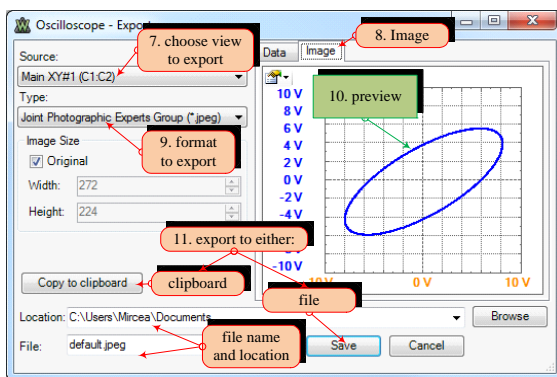 Oscilloscope - Export
7. choose view
to export
8. Image
Source:
Data
Image
Main XY#1 (C1:C2)
Type:
Joint Photographic Experts Group (*.jpeg)
9. format
to export
10. preview
Image Size
Original
Width:
272
Height:
224
10 V
8 V
6 V
4 V
2 V
0 V
-2 V
-4 V
-6 V
-10 V
0 V
10 V
11. export to either:
Copy to clipboard
clipboard
file
Location:
C:\Users\Mircea\Documents
Browse
File:
default.jpeg
file name
and location
Save
Cancel